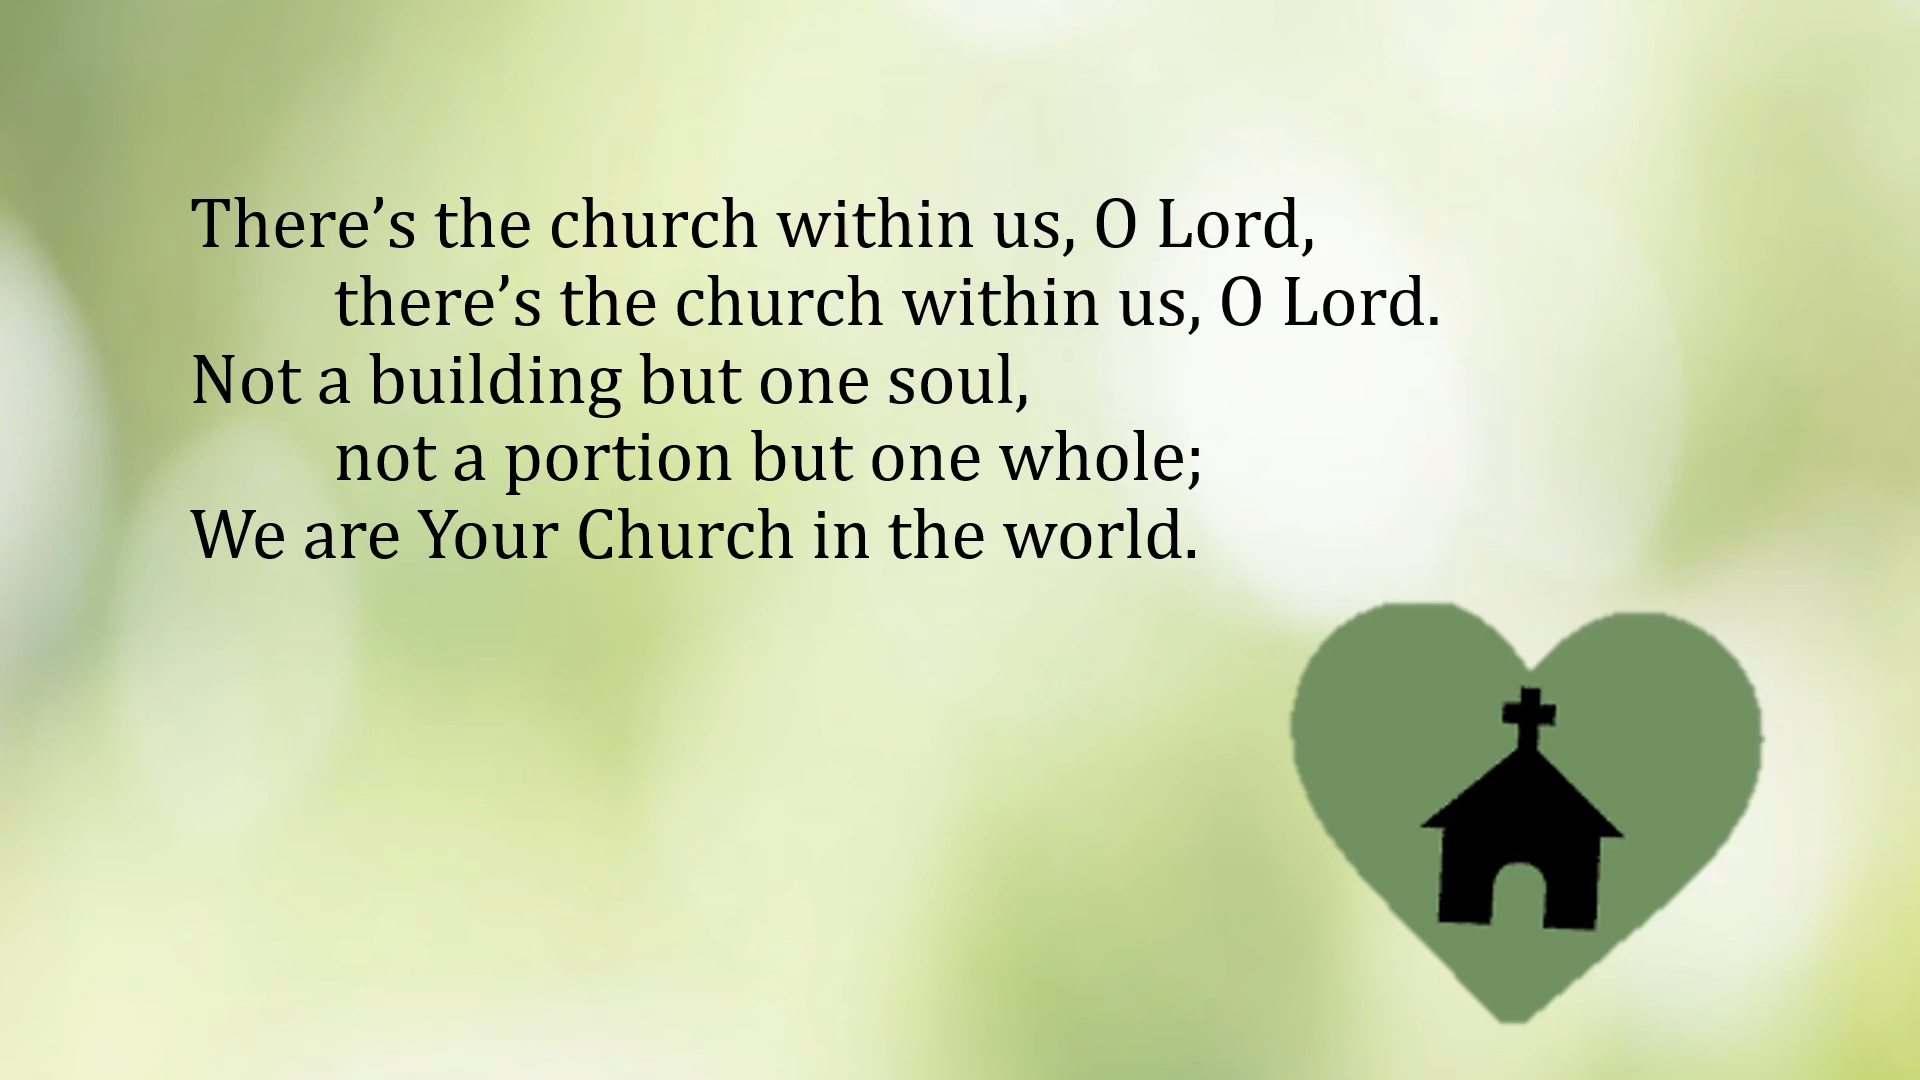 There’s the church within us, O Lord,
there’s the church within us, O Lord.
Not a building but one soul,
not a portion but one whole;
We are Your Church in the world.